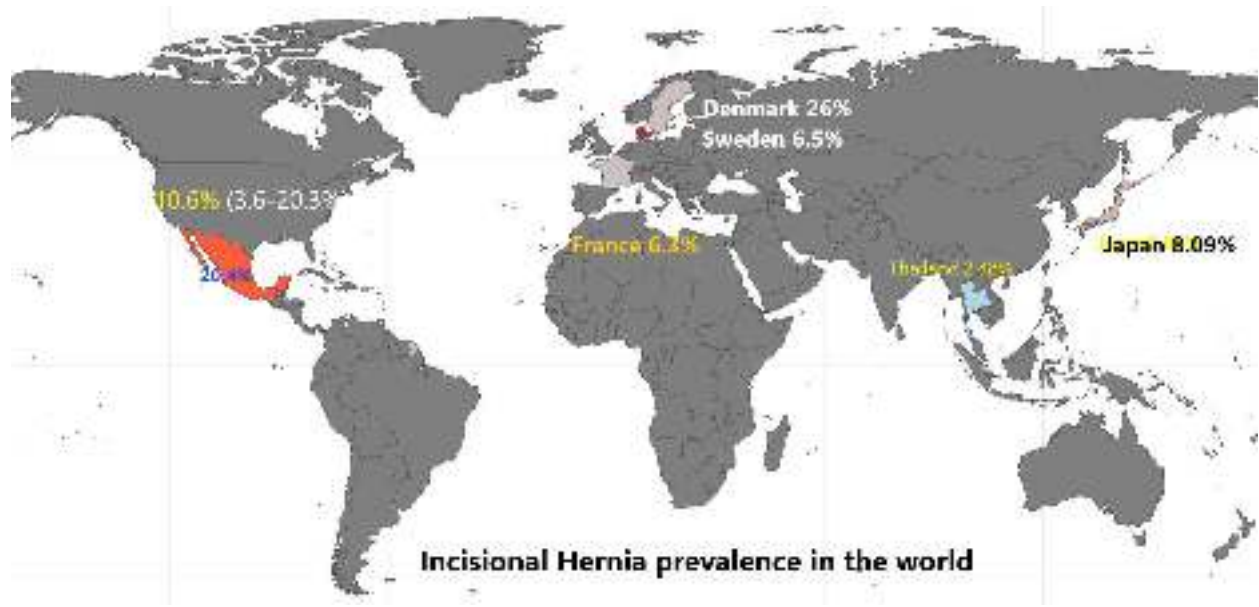 Denmark 26%
Sweden 6.5%
10.6% (3.6-20.3%
France 6.3%
Japan 8.09%
Thailand
Incisional Hernia prevalence in the world